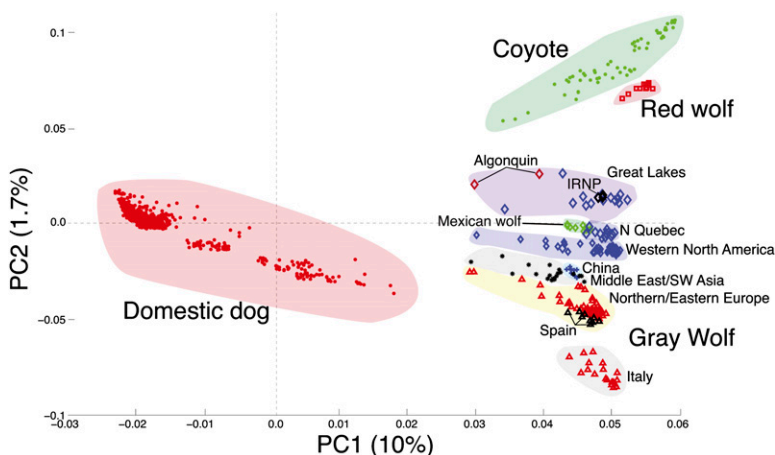 0.1
Coyote
Red wolf
0.05
Algonquin
Great Lakes
IRNP
Mexican wolf
N Quebec
0.0
Western North America
China
Middle East/SW Asia
Northern/Eastern Europe
Domestic dog
Spain
Gray Wolf
-0.05
Italy
-0.1
PC2 (1.7%)
-0.03
-0.02
-0.01
0.0
0.01
0.02
0.03
0.04
0.05
0.06
PC1 (10%)